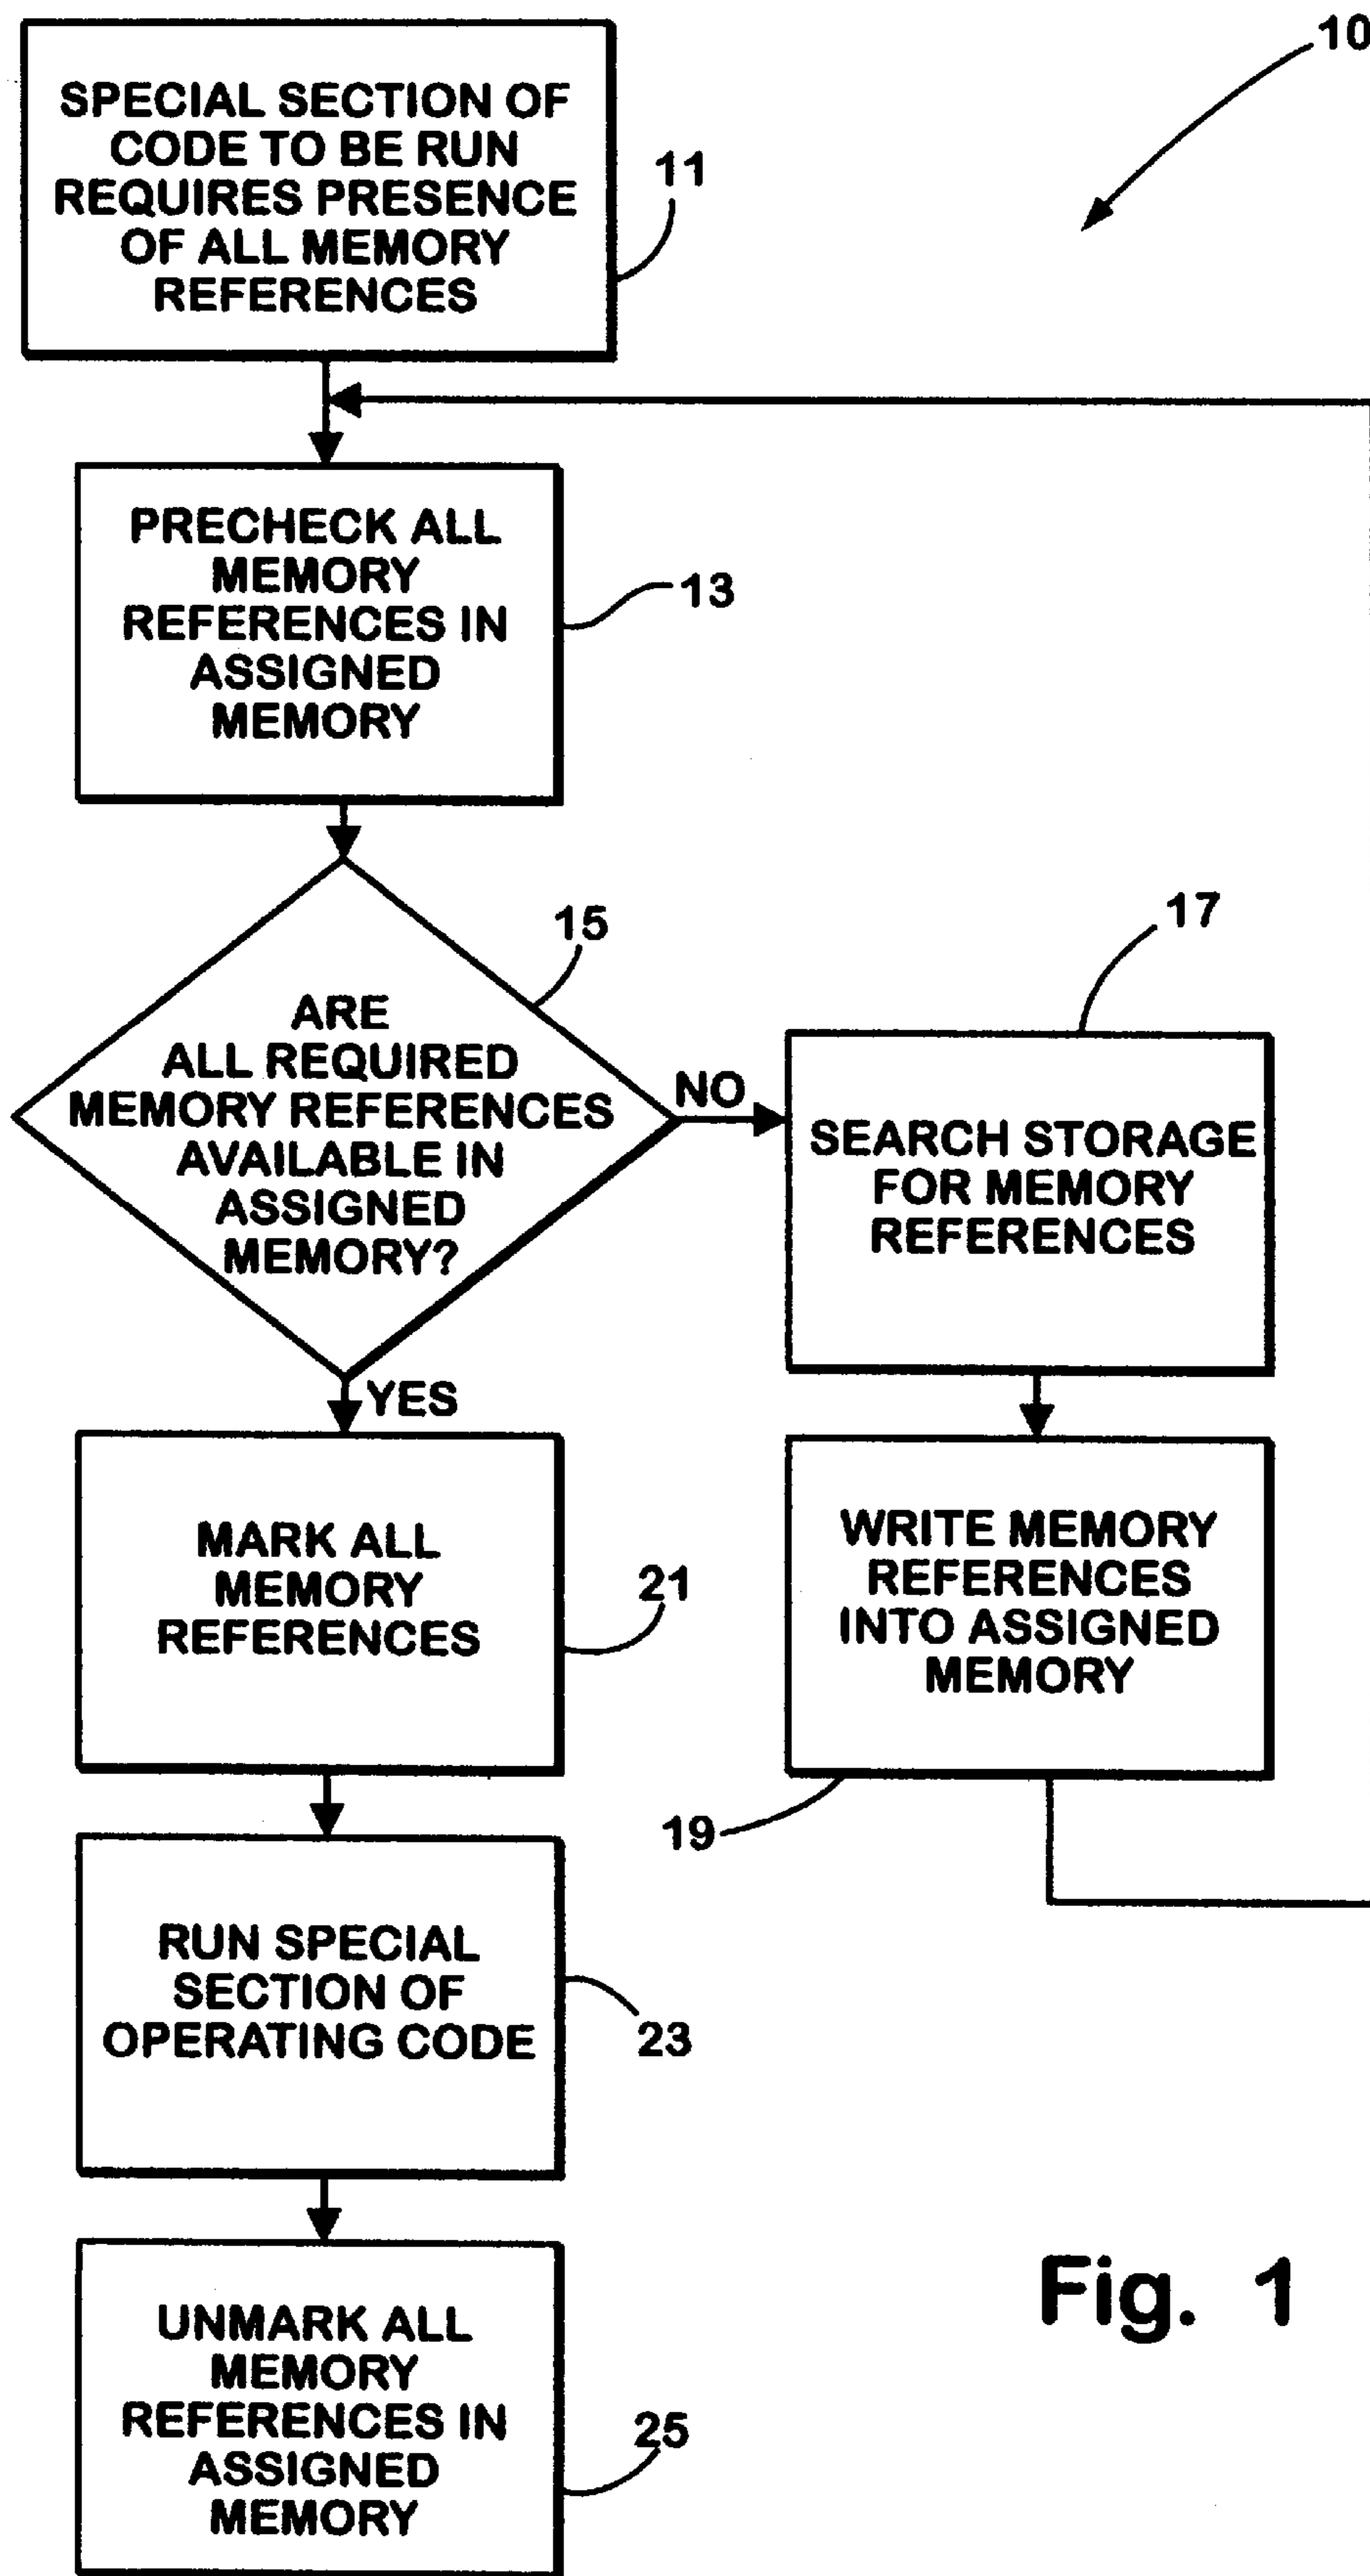 10
SPECIAL SECTION OF
CODE TO BE RUN
REQUIRES PRESENCE
OF ALL MEMORY
REFERENCES
11
PRECHECK ALL
MEMORY
REFERENCES IN
ASSIGNED
MEMORY
13
15
ARE
ALL REQUIRED
MEMORY REFERENCES
AVAILABLE IN
ASSIGNED
MEMORY?
NO
YES
17
SEARCH STORAGE
FOR MEMORY
REFERENCES
WRITE MEMORY
REFERENCES
INTO ASSIGNED
MEMORY
19
MARK ALL
MEMORY
REFERENCES
21
RUN SPECIAL
SECTION OF
OPERATING CODE
23
UNMARK ALL
MEMORY
REFERENCES IN
ASSIGNED
MEMORY
25
Fig. 1